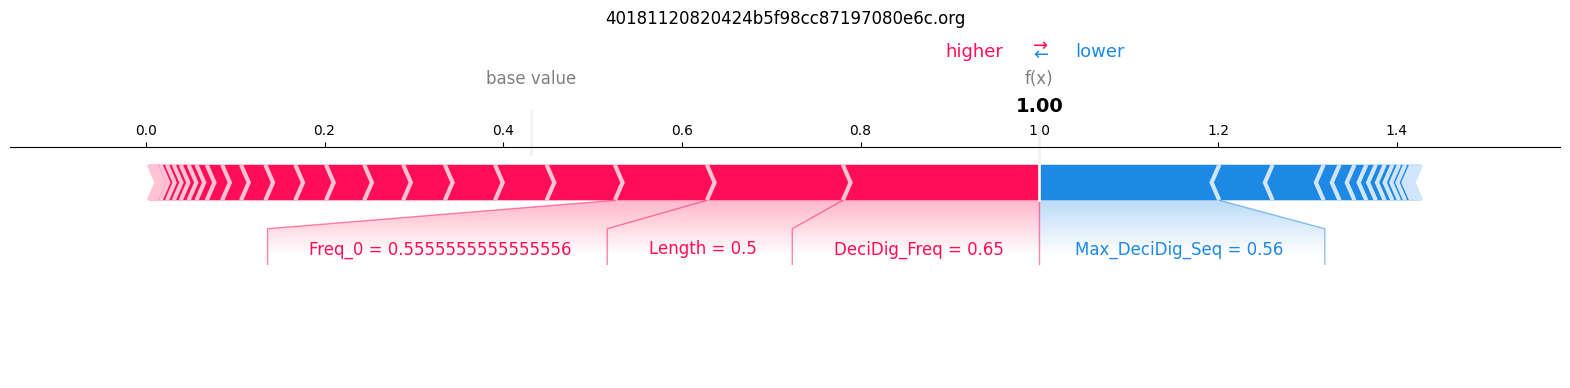 40181120820424b5f98cc87197080e6c.org
higher ⇄ lower
base value f(x)
1.00
0.0 0.2 0.4 0.6 0.8 1.0 1.2 1.4
Freq_0 = 0.5555555555555556 Length = 0.5 DeciDig_Freq = 0.65 Max_DeciDig_Seq = 0.56